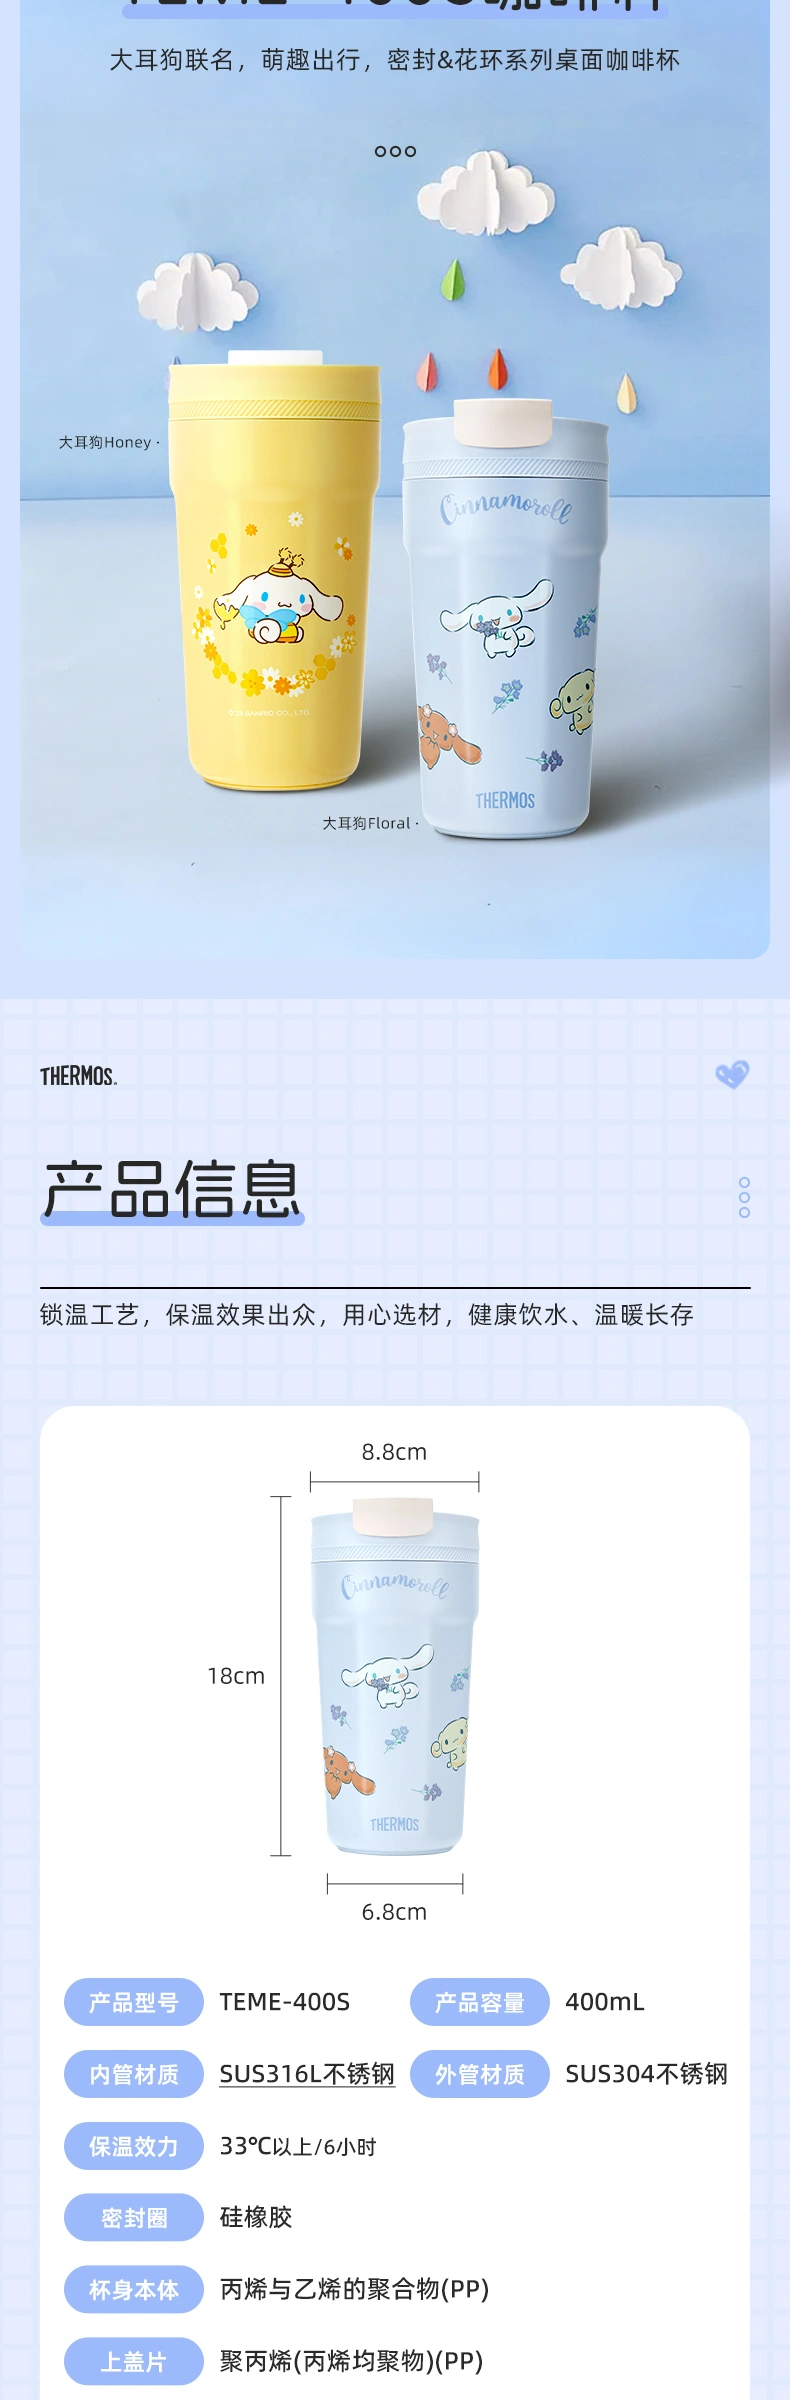 大耳狗联名，萌趣出行，密封&花环系列桌面咖啡杯
大耳狗Honey ·
Cinnamoroll
©'23 SANRIO CO., LTD.
THERMOS
大耳狗Floral ·
THERMOS.
产品信息
锁温工艺，保温效果出众，用心选材，健康饮水、温暖长存
8.8cm
Cinnamoroll
18cm
THERMOS
6.8cm
产品型号 TEME-400S 产品容量 400mL
内管材质 SUS316L不锈钢 外管材质 SUS304不锈钢
保温效力 33℃以上/6小时
密封圈 硅橡胶
杯身本体 丙烯与乙烯的聚合物(PP)
上盖片 聚丙烯(丙烯均聚物)(PP)